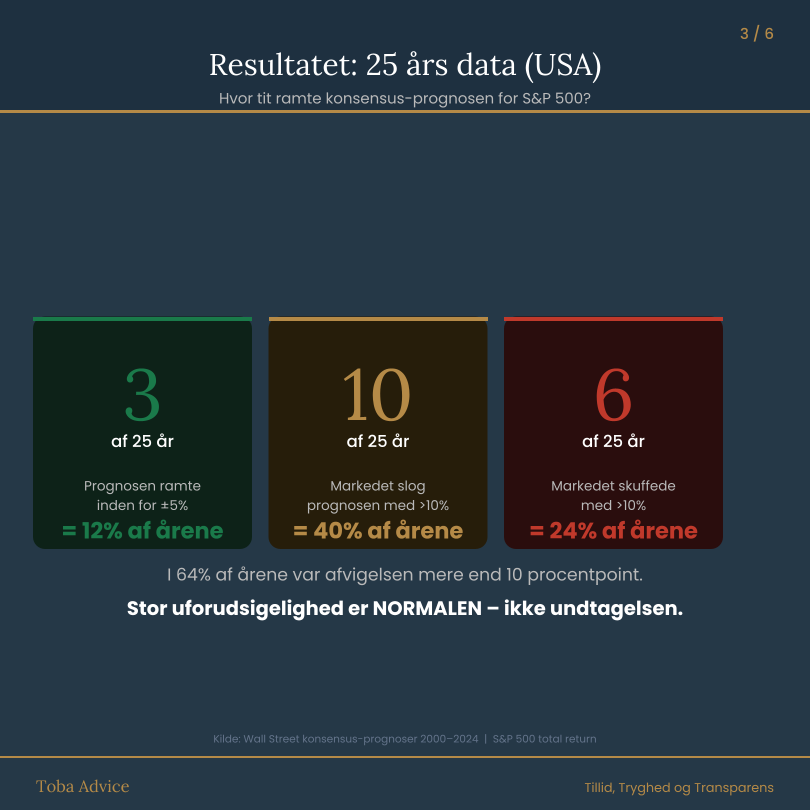 3 / 6
Resultatet: 25 års data (USA)
Hvor tit ramte konsensus-prognosen for S&P 500?
3
af 25 år
Prognosen ramte
inden for ±5%
= 12% af årene
10
af 25 år
Markedet slog
prognosen med >10%
= 40% af årene
6
af 25 år
Markedet skuffede
med >10%
= 24% af årene
I 64% af årene var afvigelsen mere end 10 procentpoint.
Stor uforudsigelighed er NORMALEN – ikke undtagelsen.
Kilde: Wall Street konsensus-prognoser 2000–2024 | S&P 500 total return
Toba Advice
Tillid, Tryghed og Transparens